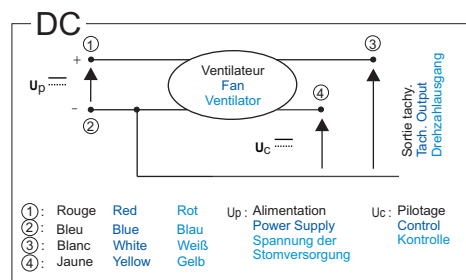 DC
1
3
+
Up
Ventilateur
Fan
Ventilator
4
-
2
Uc
Sortie tachy.
Tach. Output
Drehzahlausgang
1 : Rouge Red Rot
2 : Bleu Blue Blau
3 : Blanc White Weiß
4 : Jaune Yellow Gelb
Up : Alimentation
Power Supply
Spannung der
Stomversorgung
Uc : Pilotage
Control
Kontrolle